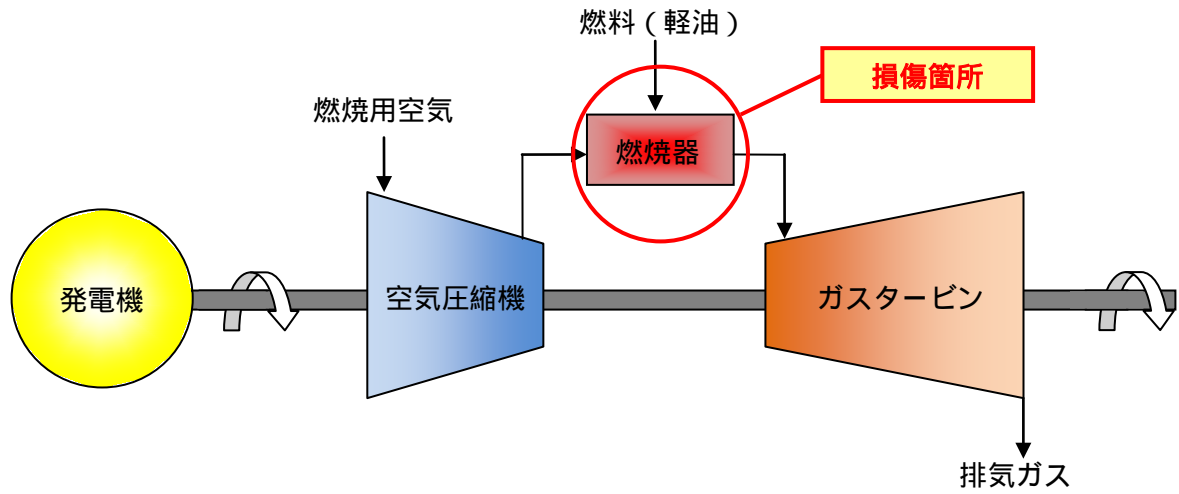 燃料（軽油）
損傷箇所
燃焼用空気
燃焼器
発電機
空気圧縮機
ガスタービン
排気ガス